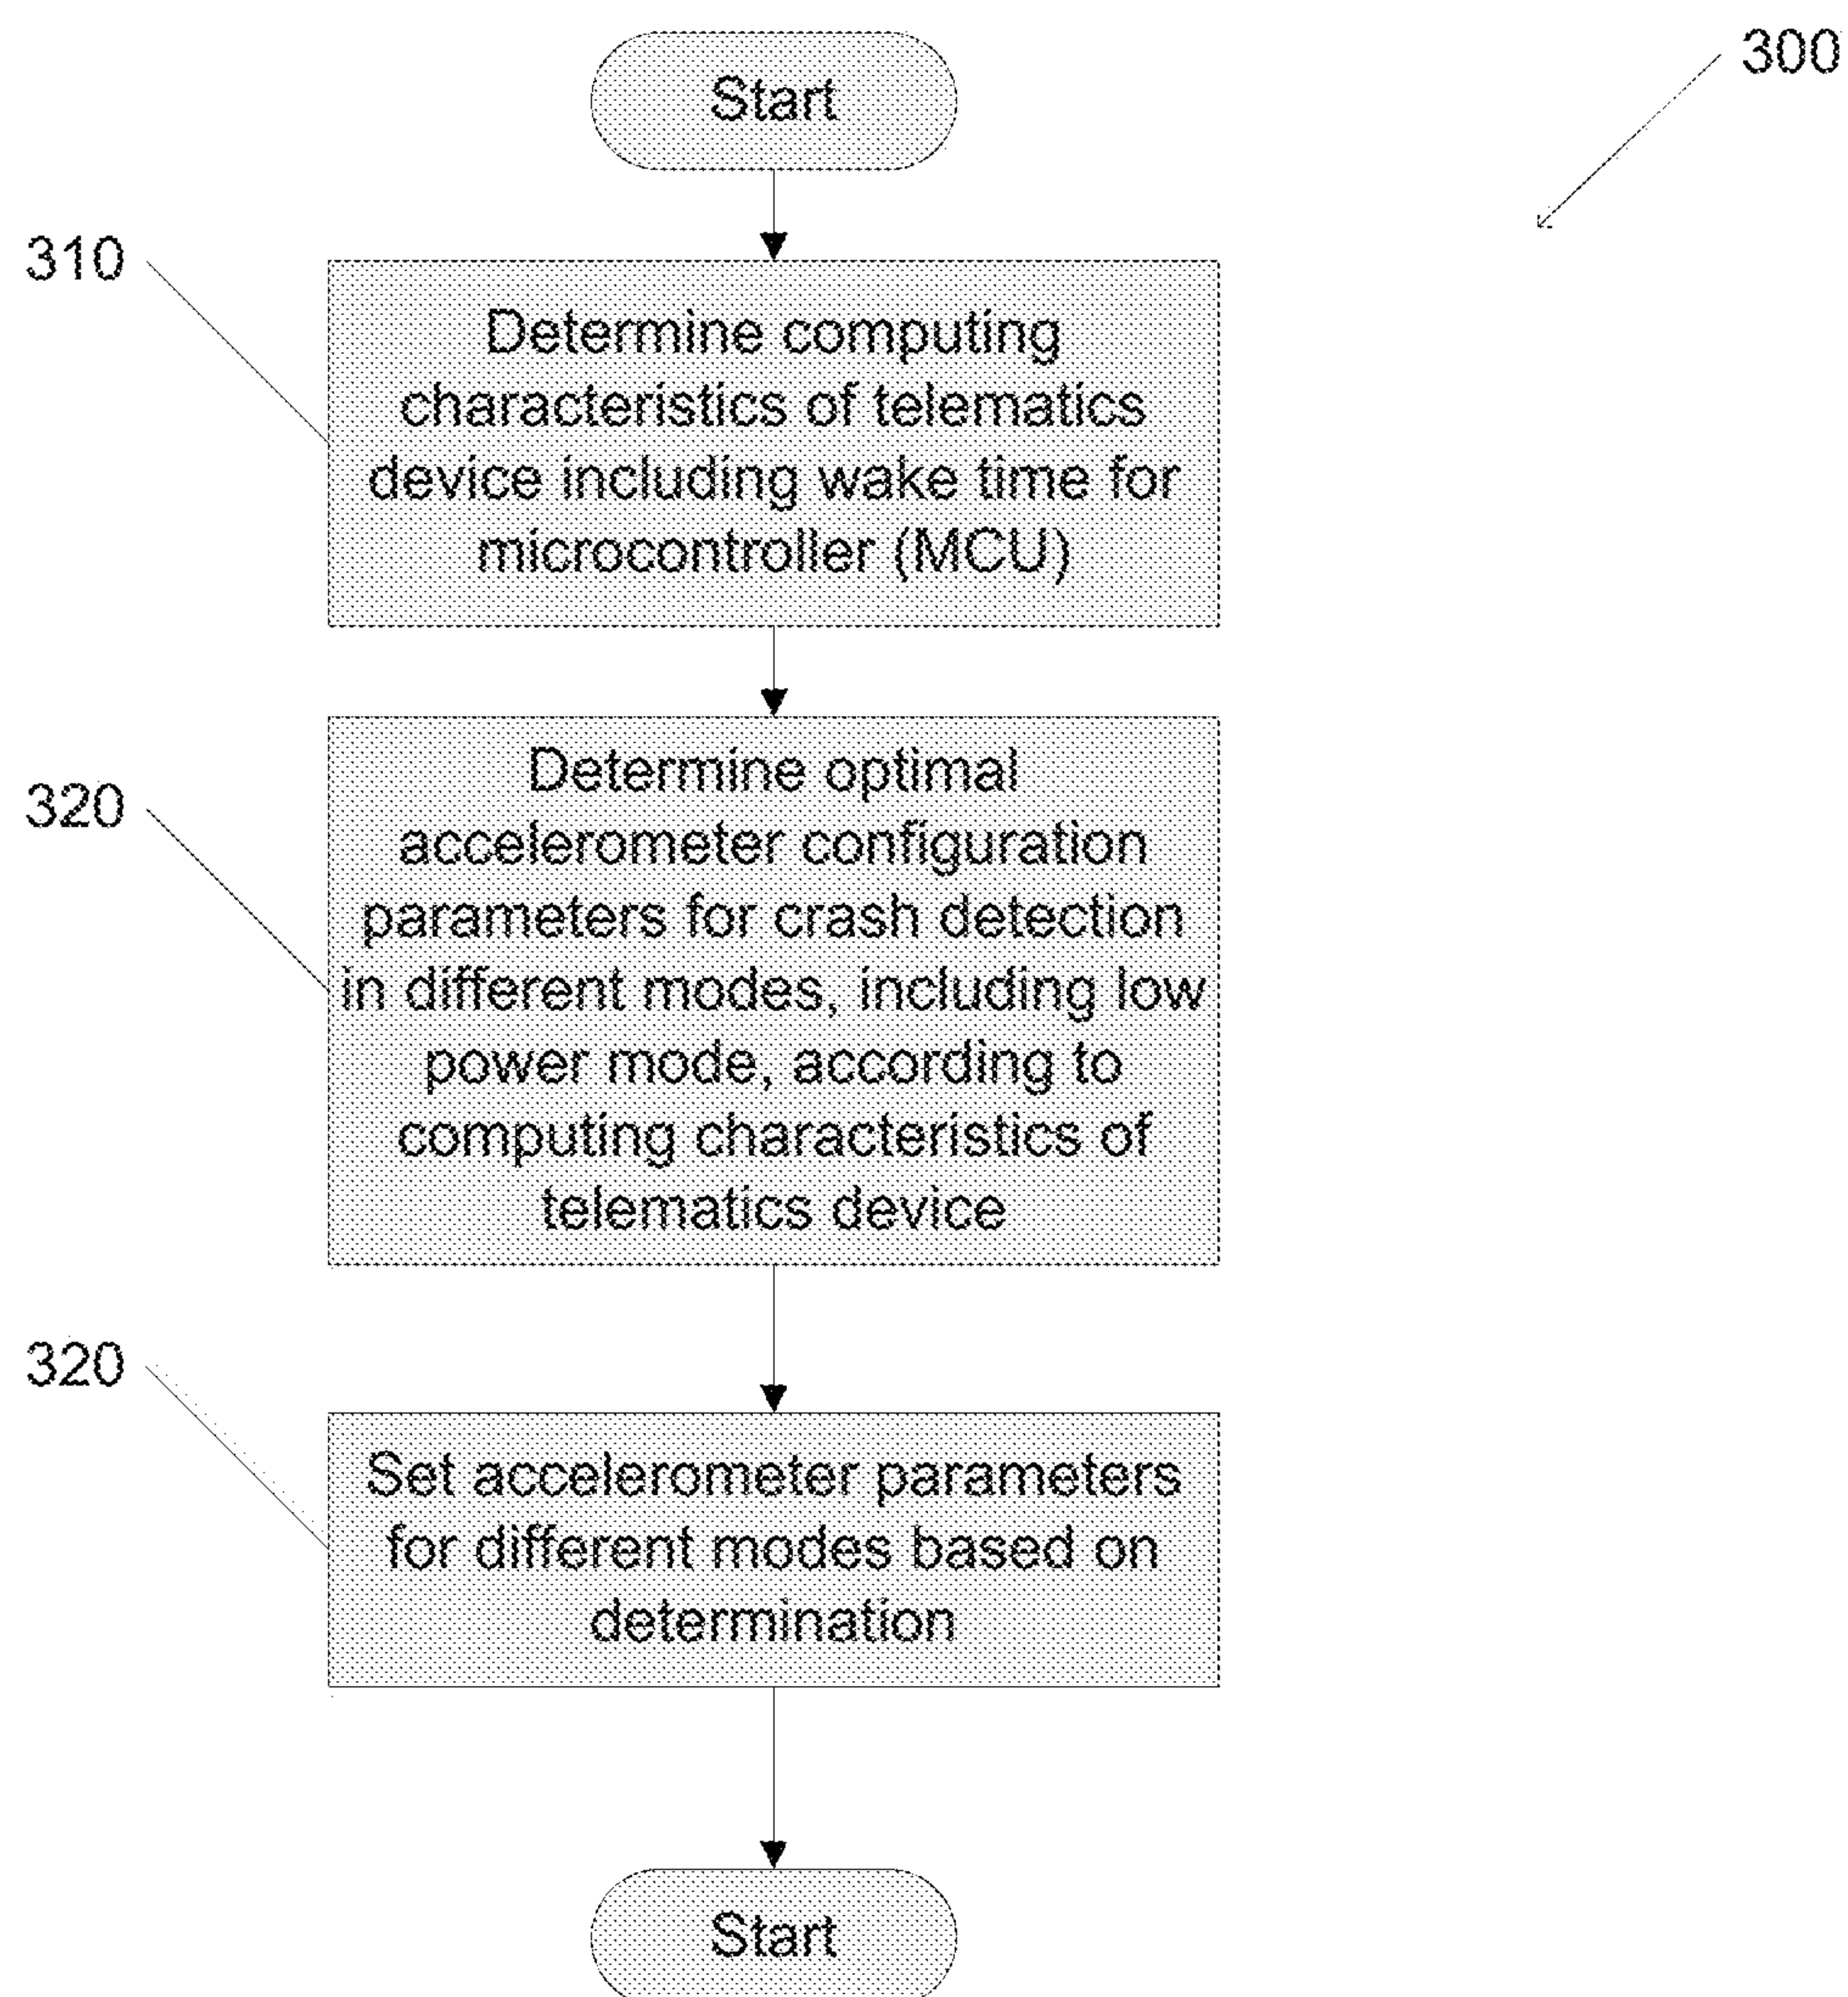 Start
300
310
Determine computing
characteristics of telematics
device including wake time for
microcontroller (MCU)
320
Determine optimal
accelerometer configuration
parameters for crash detection
in different modes, including low
power mode, according to
computing characteristics of
telematics device
320
Set accelerometer parameters
for different modes based on
determination
Start